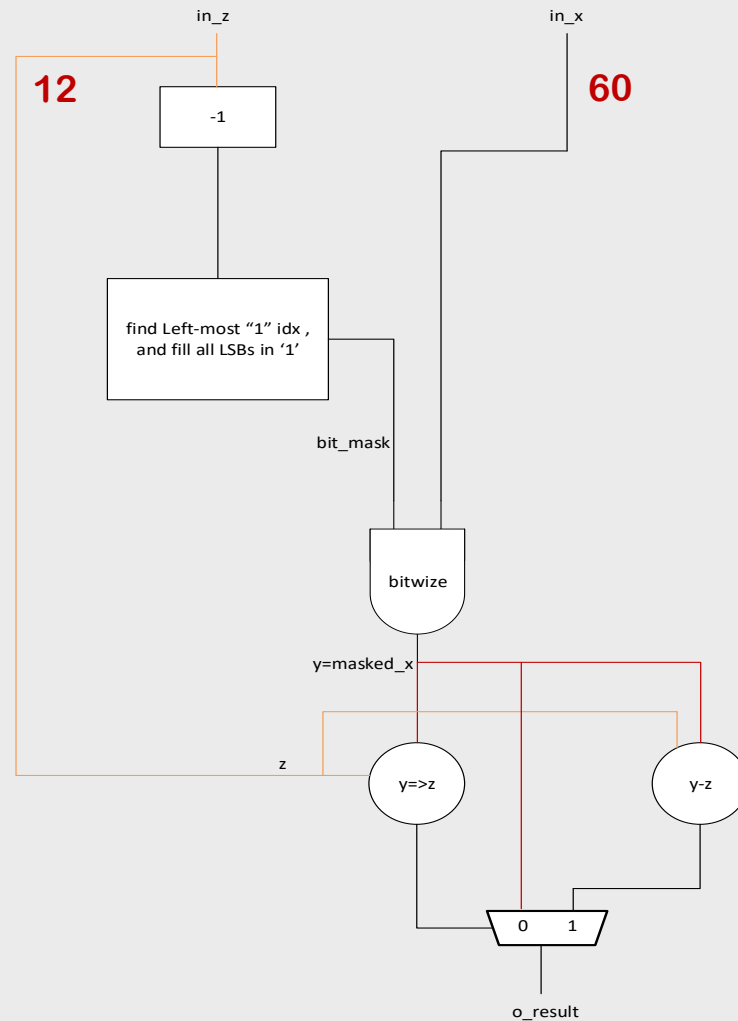 in_z
in_x
12
60
-1
find Left-most “1” idx ,
and fill all LSBs in ‘1’
bit_mask
bitwize
y=masked_x
z
y=>z
y-z
0
1
o_result